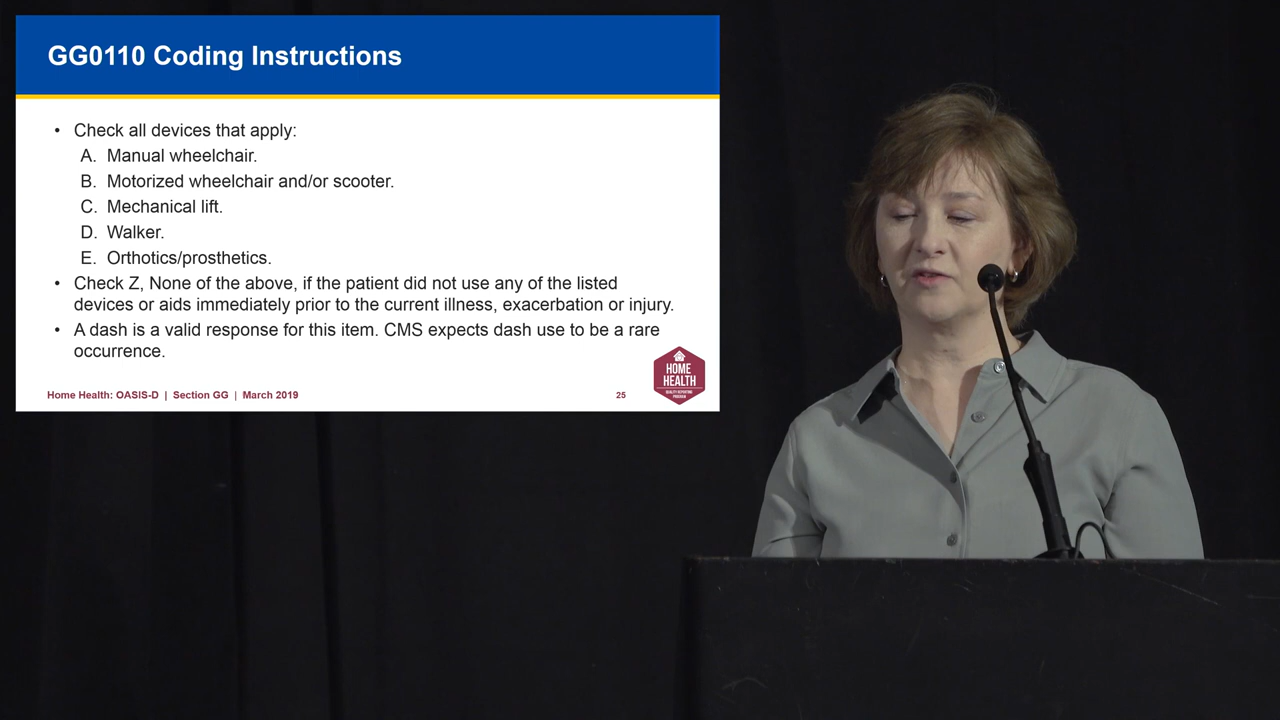 GG0110 Coding Instructions
• Check all devices that apply:
A. Manual wheelchair.
B. Motorized wheelchair and/or scooter.
C. Mechanical lift.
D. Walker.
E. Orthotics/prosthetics.
• Check Z, None of the above, if the patient did not use any of the listed
devices or aids immediately prior to the current illness, exacerbation or injury.
• A dash is a valid response for this item. CMS expects dash use to be a rare
occurrence.
HOME
HEALTH
QUALITY REPORTING
PROGRAM
Home Health: OASIS-D | Section GG | March 2019
25